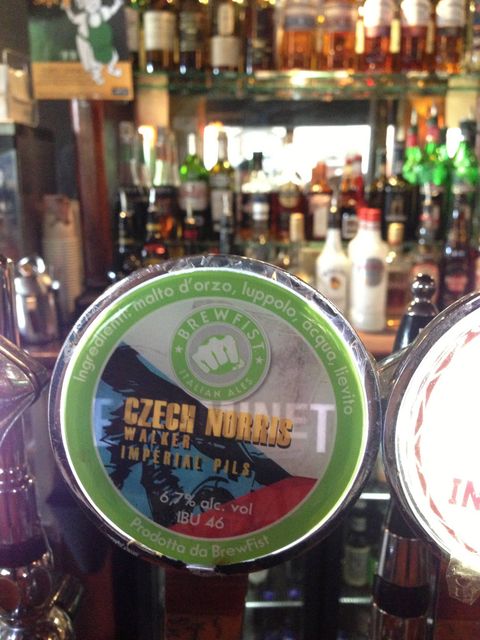 Ingredienti: malto d'orzo, luppolo, acqua, lievito
BREWFIST
ITALIAN ALES
CZECH NORRIS
WALKER
IMPERIAL PILS
6,7% alc. vol
IBU 46
Prodotta da BrewFist
IN